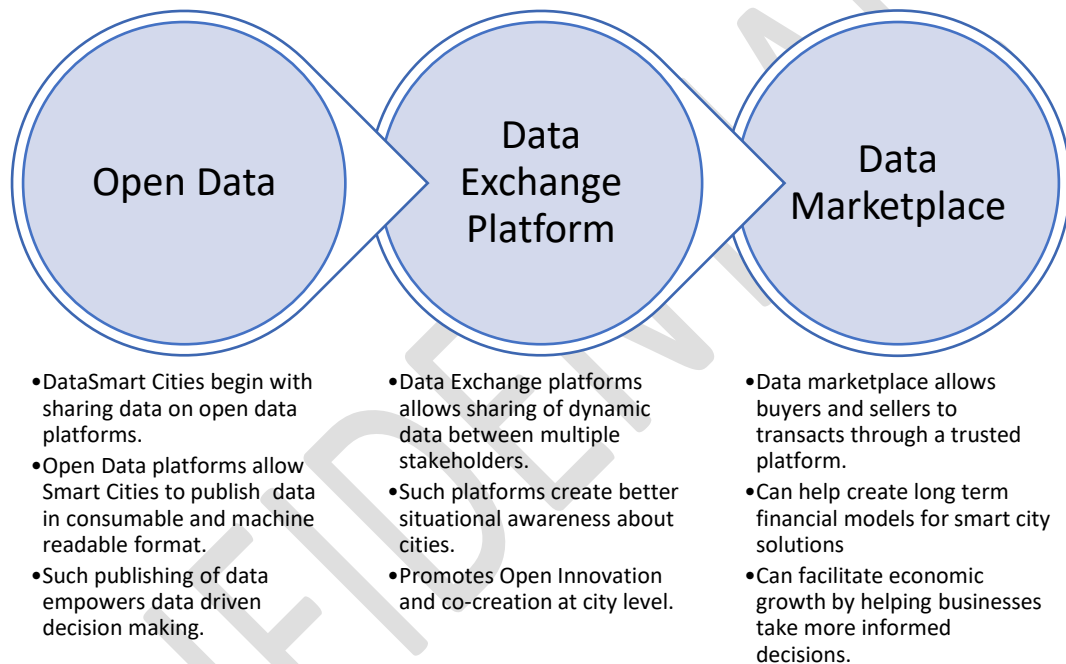 Open Data
Data
Exchange
Platform
Data
Marketplace
•DataSmart Cities begin with
sharing data on open data
platforms.
•Open Data platforms allow
Smart Cities to publish data
in consumable and machine
readable format.
•Such publishing of data
empowers data driven
decision making.
•Data Exchange platforms
allows sharing of dynamic
data between multiple
stakeholders.
•Such platforms create better
situational awareness about
cities.
•Promotes Open Innovation
and co-creation at city level.
•Data marketplace allows
buyers and sellers to
transacts through a trusted
platform.
•Can help create long term
financial models for smart city
solutions
•Can facilitate economic
growth by helping businesses
take more informed
decisions.